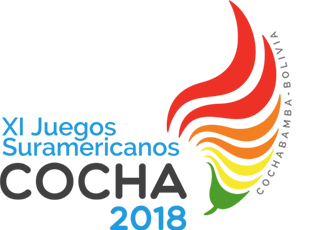 XI Juegos
Suramericanos
COCHA
2018
COCHABAMBA-BOLIVIA